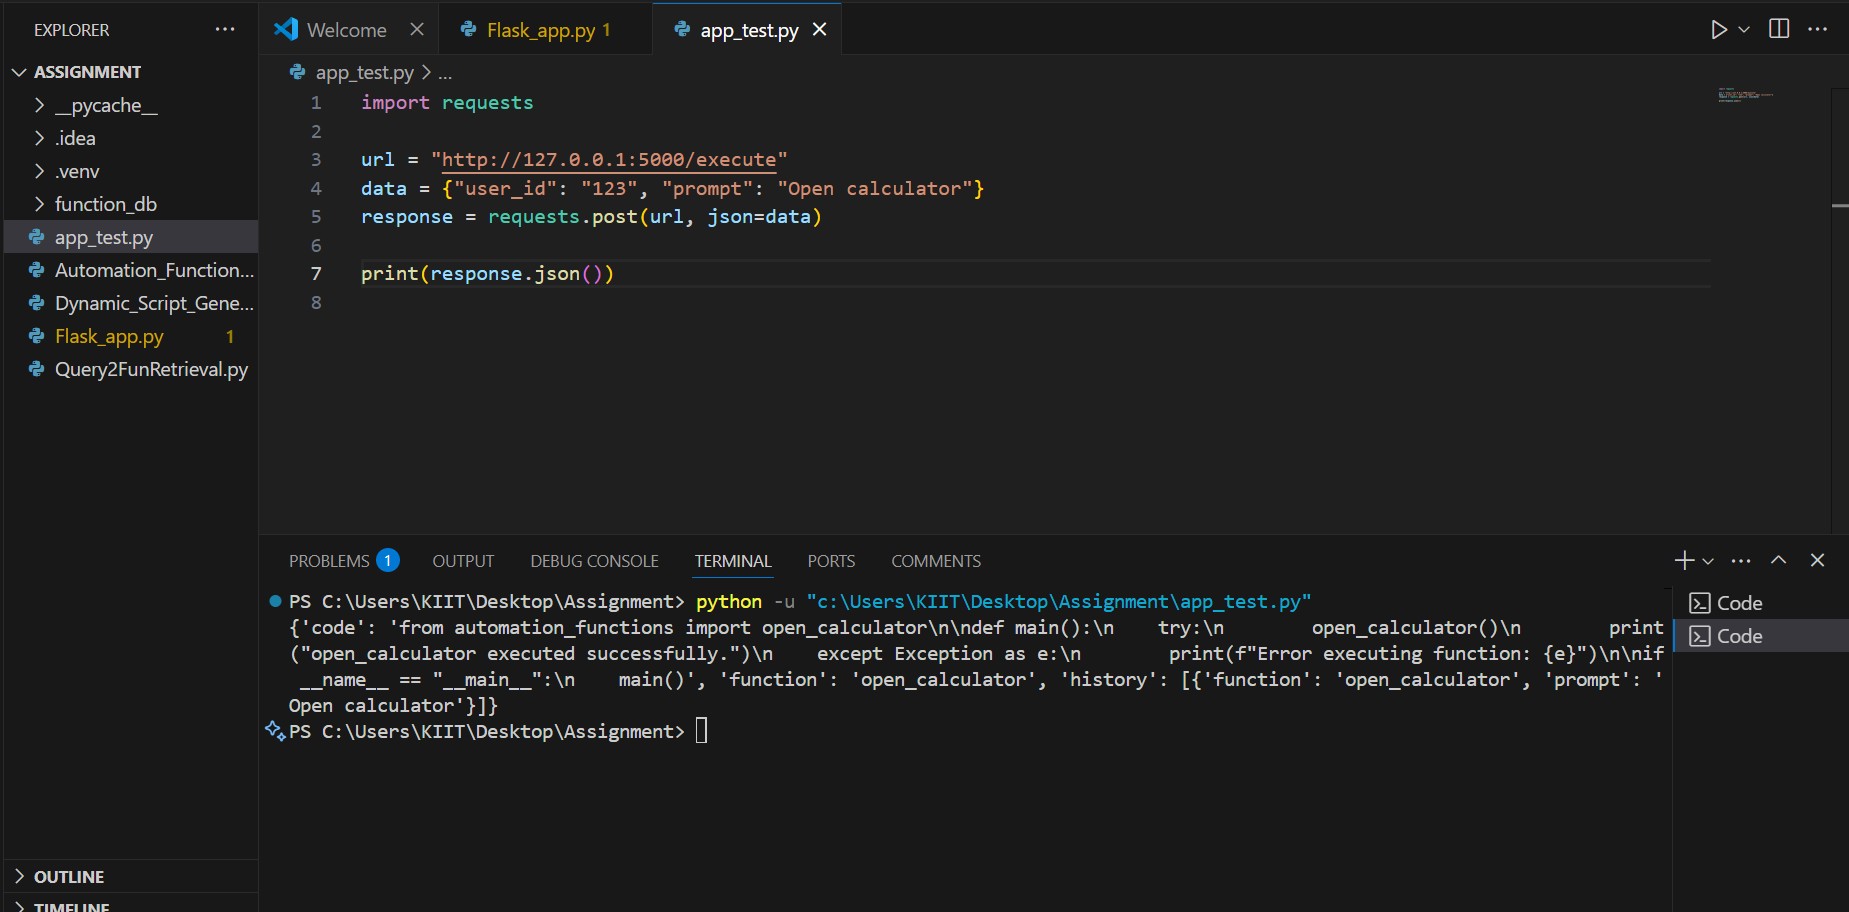 EXPLORER
ASSIGNMENT
__pycache__
.idea
.venv
function_db
app_test.py
Automation_Function...
Dynamic_Script_Gene...
Flask_app.py 1
Query2FunRetrieval.py
OUTLINE
TIMELINE
Welcome
Flask_app.py 1
app_test.py
app_test.py > ...
1 import requests
2
3 url = "http://127.0.0.1:5000/execute"
4 data = {"user_id": "123", "prompt": "Open calculator"}
5 response = requests.post(url, json=data)
6
7 print(response.json())
8
PROBLEMS 1 OUTPUT DEBUG CONSOLE TERMINAL PORTS COMMENTS
PS C:\Users\KIIT\Desktop\Assignment> python -u "c:\Users\KIIT\Desktop\Assignment\app_test.py"
{'code': 'from automation_functions import open_calculator\n\ndef main():\n    try:\n        open_calculator()\n        print
("open_calculator executed successfully.")\n    except Exception as e:\n        print(f"Error executing function: {e}")\n\nif
 __name__ == "__main__":\n    main()', 'function': 'open_calculator', 'history': [{'function': 'open_calculator', 'prompt': '
Open calculator'}]}
PS C:\Users\KIIT\Desktop\Assignment>
Code
Code